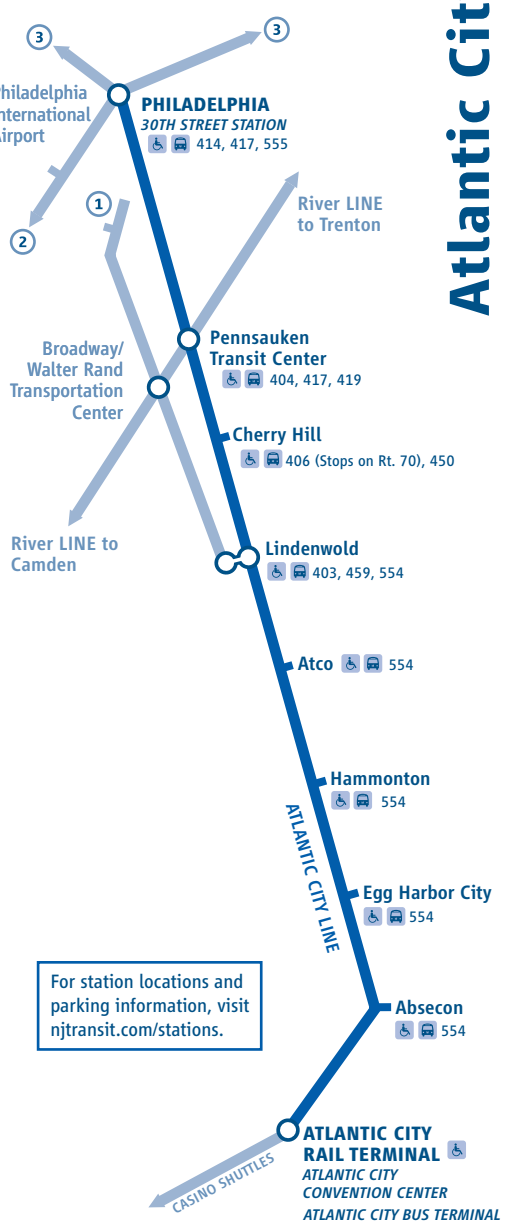 Atlantic Cit
3
3
Philadelphia
International
Airport
PHILADELPHIA
30TH STREET STATION
414, 417, 555
1
2
River LINE
to Trenton
Broadway/
Walter Rand
Transportation
Center
Pennsauken
Transit Center
404, 417, 419
Cherry Hill
406 (Stops on Rt. 70), 450
River LINE to
Camden
Lindenwold
403, 459, 554
Atco 554
Hammonton
554
ATLANTIC CITY LINE
Egg Harbor City
554
For station locations and
parking information, visit
njtransit.com/stations.
Absecon
554
ATLANTIC CITY
RAIL TERMINAL
ATLANTIC CITY
CONVENTION CENTER
ATLANTIC CITY BUS TERMINAL
CASINO SHUTTLES